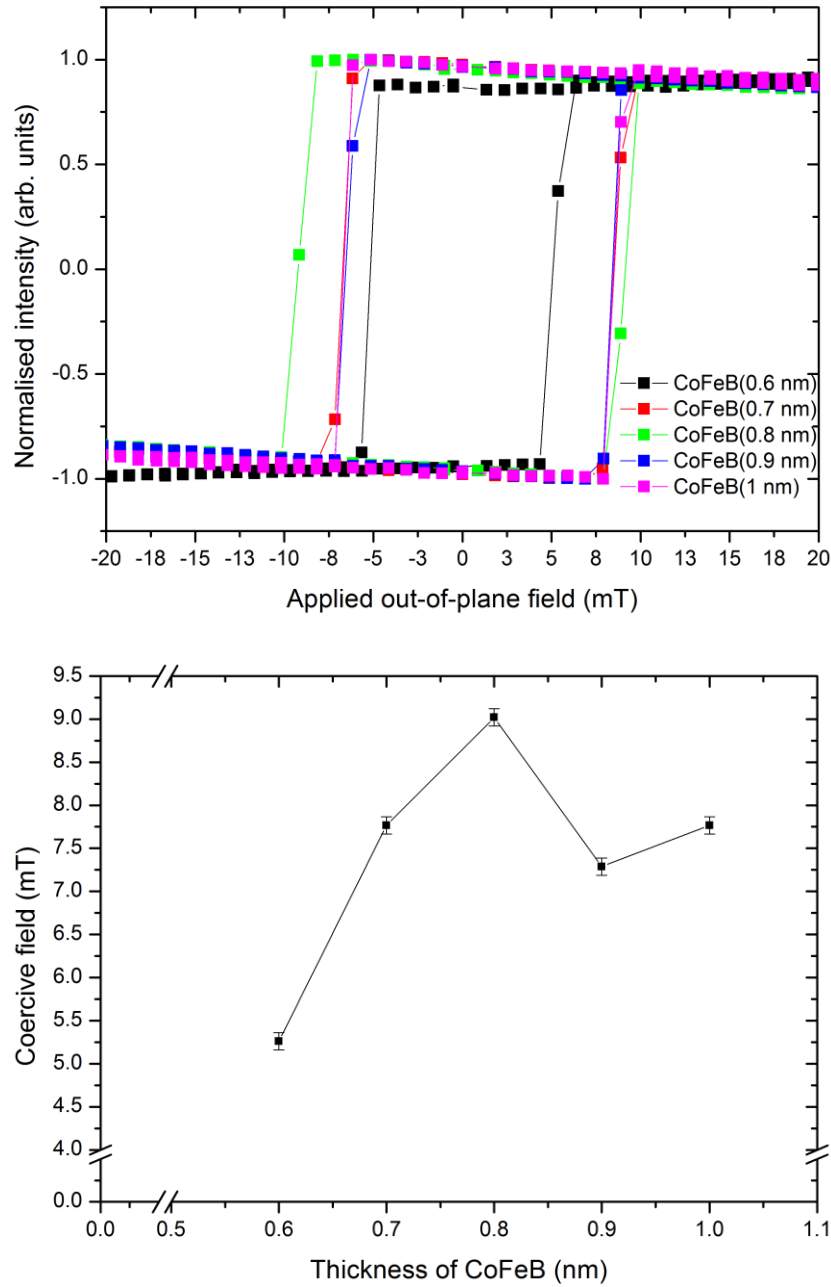 Normalised intensity (arb. units)
1.0
0.5
0.0
-0.5
-1.0
CoFeB(0.6 nm)
CoFeB(0.7 nm)
CoFeB(0.8 nm)
CoFeB(0.9 nm)
CoFeB(1 nm)
-20 -18 -15 -13 -10 -8 -5 -3 0 3 5 8 10 13 15 18 20
Applied out-of-plane field (mT)
Coercive field (mT)
9.5
9.0
8.5
8.0
7.5
7.0
6.5
6.0
5.5
5.0
4.5
4.0
0.0
0.0 0.5 0.6 0.7 0.8 0.9 1.0 1.1
Thickness of CoFeB (nm)